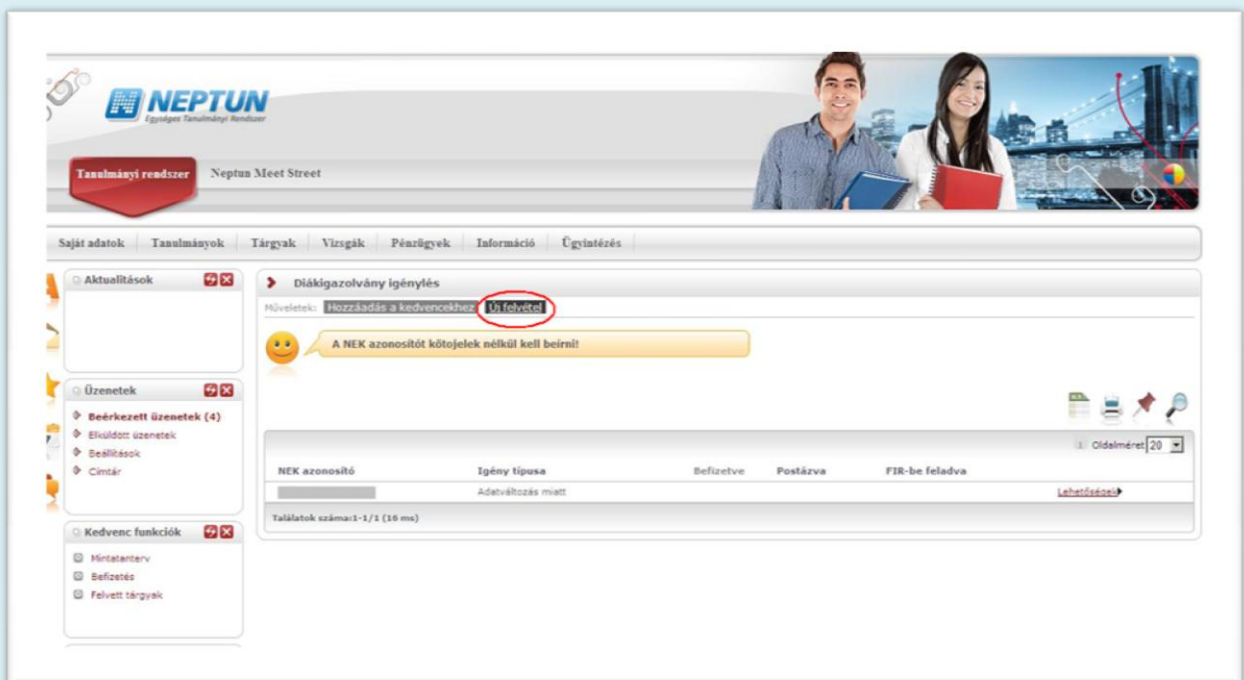 NEPTUN
Egységes Tanulmányi Rendszer
Tanulmányi rendszer Neptun Meet Street
Saját adatok Tanulmányok Tárgyak Vizsgák Pénzügyek Információ Ügyintézés
Aktualitások
Üzenetek
Beérkezett üzenetek (4)
Elküldött üzenetek
Beállítások
Címtár
Kedvenc funkciók
Mintatanterv
Befizetés
Felvett tárgyak
Diákigazolvány igénylés
Műveletek: Hozzáadás a kedvencekhez Új felvétel
A NEK azonosítót kötőjelek nélkül kell beírni!
1 Oldalméret 20
NEK azonosító Igény típusa Befizetve Postázva FIR-be feladva
Adatváltozás miatt Lehetőségek
Találatok száma:1-1/1 (16 ms)